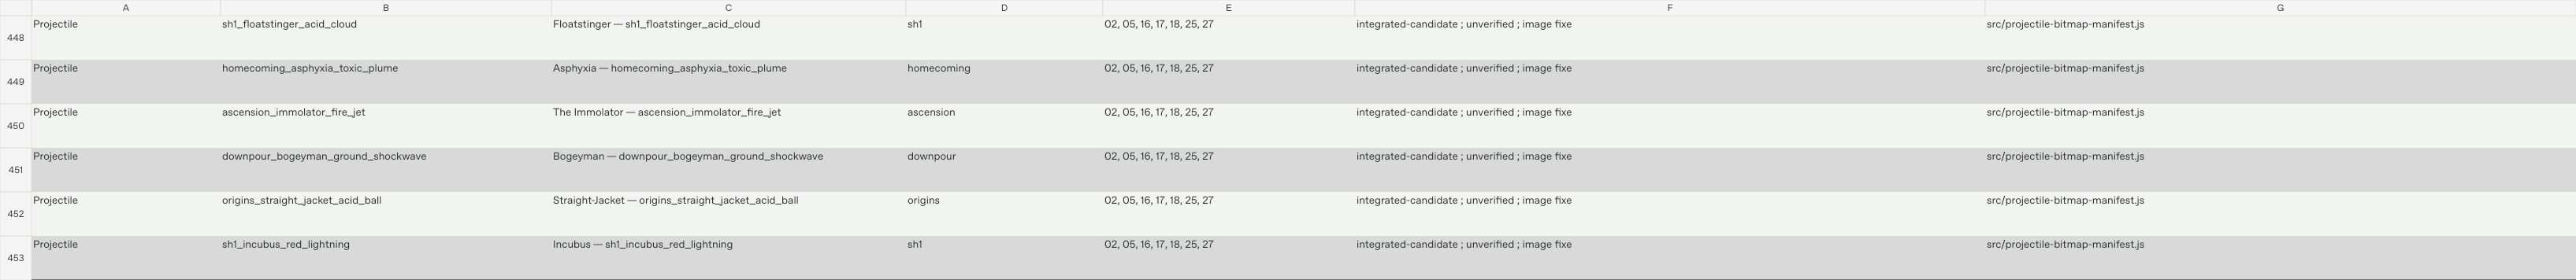 A B C D E F G
448 Projectile sh1_floatstinger_acid_cloud Floatstinger — sh1_floatstinger_acid_cloud sh1 02, 05, 16, 17, 18, 25, 27 integrated-candidate ; unverified ; image fixe src/projectile-bitmap-manifest.js
449 Projectile homecoming_asphyxia_toxic_plume Asphyxia — homecoming_asphyxia_toxic_plume homecoming 02, 05, 16, 17, 18, 25, 27 integrated-candidate ; unverified ; image fixe src/projectile-bitmap-manifest.js
450 Projectile ascension_immolator_fire_jet The Immolator — ascension_immolator_fire_jet ascension 02, 05, 16, 17, 18, 25, 27 integrated-candidate ; unverified ; image fixe src/projectile-bitmap-manifest.js
451 Projectile downpour_bogeyman_ground_shockwave Bogeyman — downpour_bogeyman_ground_shockwave downpour 02, 05, 16, 17, 18, 25, 27 integrated-candidate ; unverified ; image fixe src/projectile-bitmap-manifest.js
452 Projectile origins_straight_jacket_acid_ball Straight-Jacket — origins_straight_jacket_acid_ball origins 02, 05, 16, 17, 18, 25, 27 integrated-candidate ; unverified ; image fixe src/projectile-bitmap-manifest.js
453 Projectile sh1_incubus_red_lightning Incubus — sh1_incubus_red_lightning sh1 02, 05, 16, 17, 18, 25, 27 integrated-candidate ; unverified ; image fixe src/projectile-bitmap-manifest.js